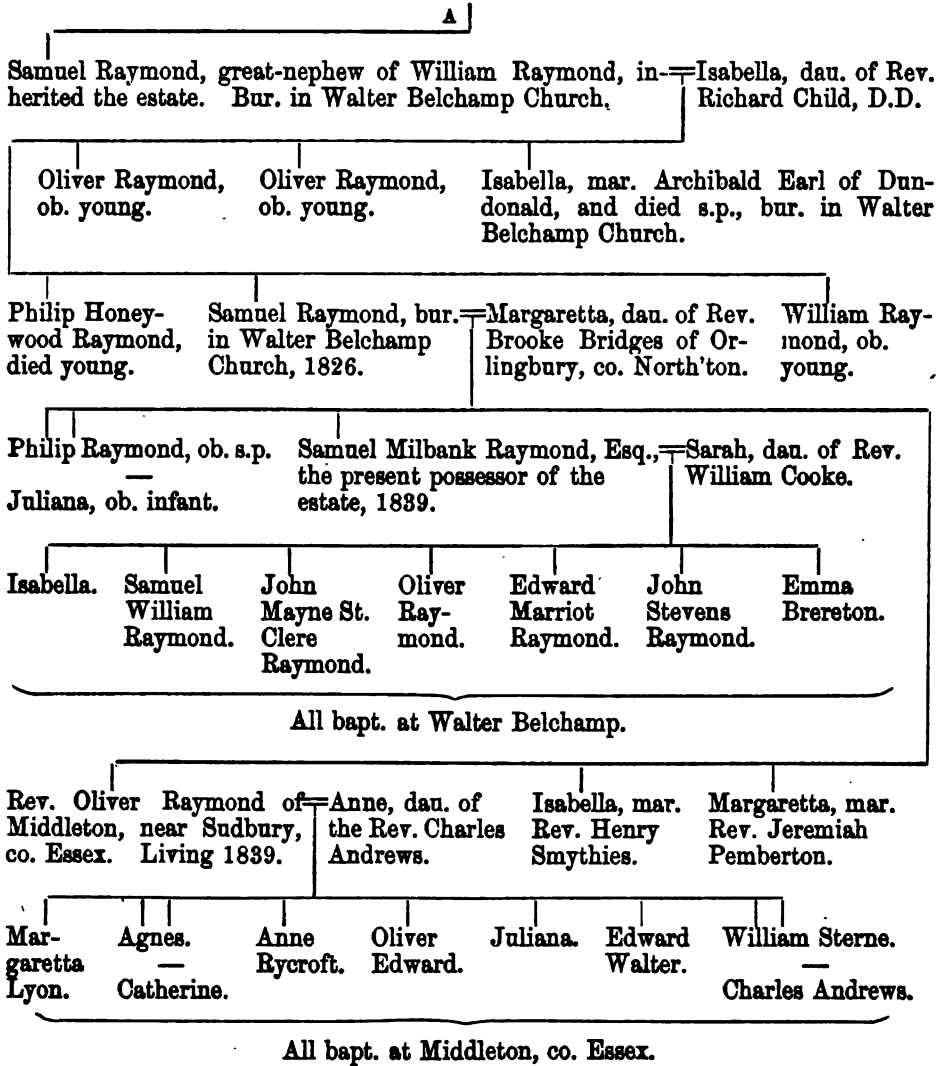 A
Samuel Raymond, great-nephew of William Raymond, in-╤Isabella, dau. of Rev.
herited the estate. Bur. in Walter Belchamp Church. Richard Child, D.D.
Oliver Raymond, Oliver Raymond, Isabella, mar. Archibald Earl of Dun-
ob. young. ob. young. donald, and died s.p., bur. in Walter
Belchamp Church.
Philip Honey- Samuel Raymond, bur.╤Margaretta, dau. of Rev. William Ray-
wood Raymond, in Walter Belchamp Brooke Bridges of Or- mond, ob.
died young. Church, 1826. lingbury, co. North'ton. young.
Philip Raymond, ob. s.p. Samuel Milbank Raymond, Esq.,╤Sarah, dau. of Rev.
— the present possessor of the William Cooke.
Juliana, ob. infant. estate, 1839.
Isabella. Samuel John Oliver Edward John Emma
William Mayne St. Ray- Marriot Stevens Brereton.
Raymond. Clere mond. Raymond. Raymond.
Raymond.
All bapt. at Walter Belchamp.
Rev. Oliver Raymond of╤Anne, dau. of Isabella, mar. Margaretta, mar.
Middleton, near Sudbury, the Rev. Charles Rev. Henry Rev. Jeremiah
co. Essex. Living 1839. Andrews. Smythies. Pemberton.
Mar- Agnes. Anne Oliver Juliana. Edward William Sterne.
garetta — Rycroft. Edward. Walter. —
Lyon. Catherine. Charles Andrews.
All bapt. at Middleton, co. Essex.